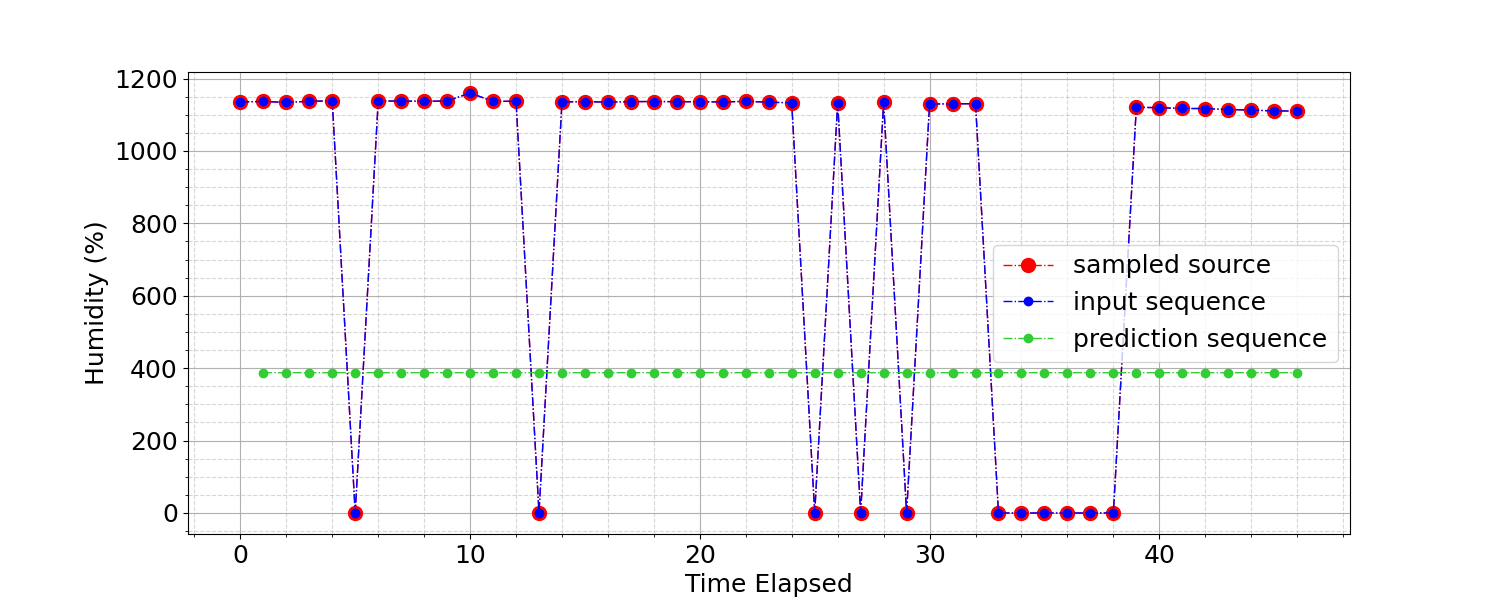 1200
1000
800
600
400
200
0
Humidity (%)
sampled source
input sequence
prediction sequence
0 10 20 30 40
Time Elapsed